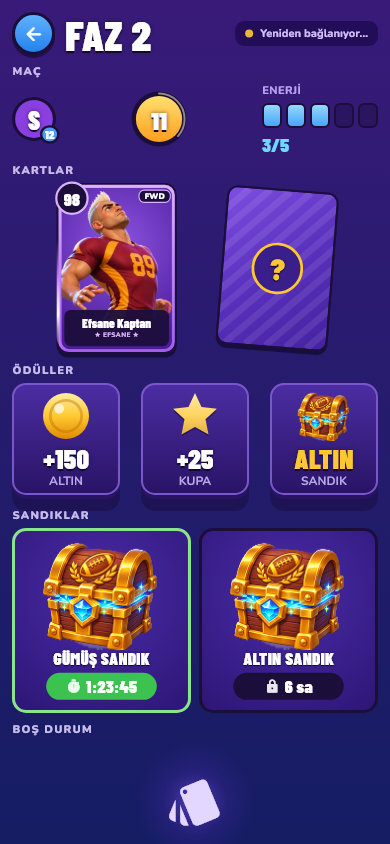 FAZ 2
Yeniden bağlanıyor...
MAÇ
S
12
11
ENERJİ
3/5
KARTLAR
98
FWD
89
Efsane Kaptan
★ EFSANE ★
?
ÖDÜLLER
+150
ALTIN
+25
KUPA
ALTIN
SANDIK
SANDIKLAR
GÜMÜŞ SANDIK
1:23:45
ALTIN SANDIK
6 sa
BOŞ DURUM